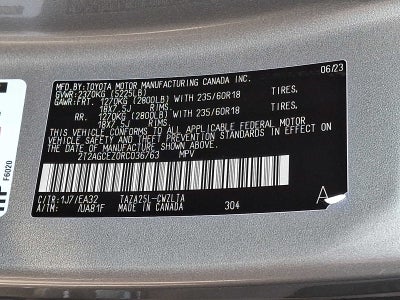 MFD.BY:TOYOTA MOTOR MANUFACTURING CANADA INC. 06/23
GVWR:2370KG (5225LB)
GAWR:FRT. 1270KG (2800LB) WITH 235/60R18 TIRES.
18X7.5J
RR. 1270KG (2800LB) WITH 235/60R18 TIRES.
18X7.5J
THIS VEHICLE CONFORMS TO ALL APPLICABLE FEDERAL MOTOR
VEHICLE SAFETY, BUMPER, AND THEFT PREVENTION STANDARDS
IN EFFECT ON THE DATE OF MANUFACTURE SHOWN ABOVE.
2T2AGCEZ0RC036763 MPV
C/TR:1J7/EA32 TAZA25L-CWZLTA A
A/TM: /UA81F MADE IN CANADA 304
F6020